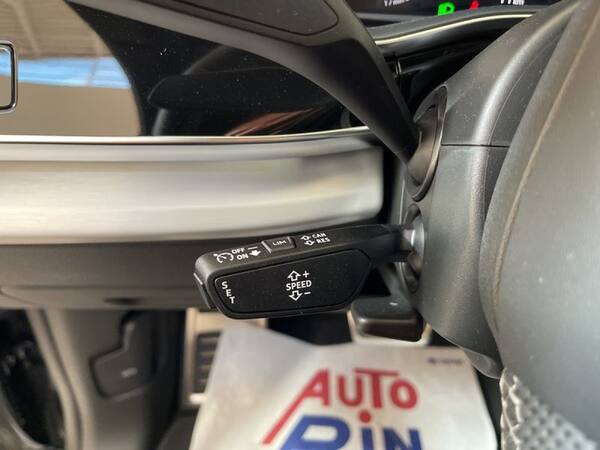 OFF
ON
LIM
CAN
RES
SET
+
SPEED
-
AUTO